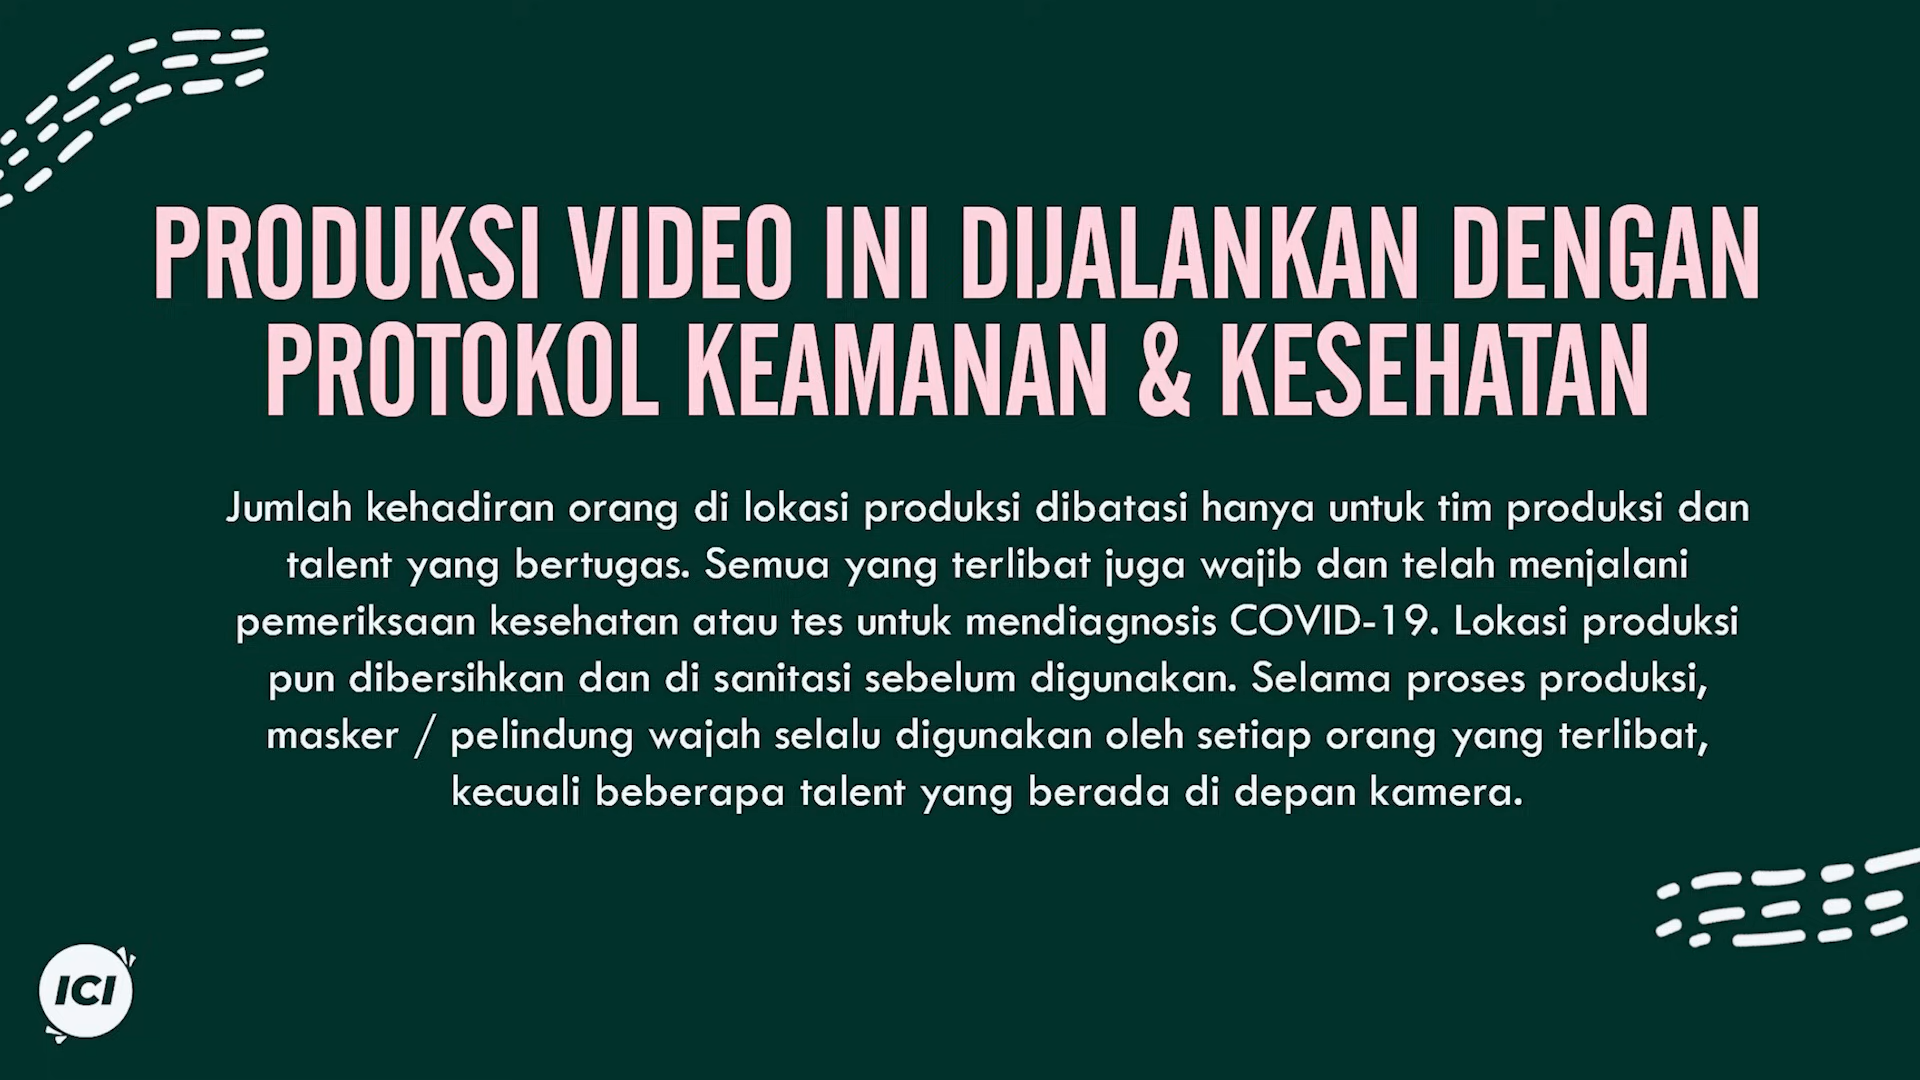 PRODUKSI VIDEO INI DIJALANKAN DENGAN
PROTOKOL KEAMANAN & KESEHATAN
Jumlah kehadiran orang di lokasi produksi dibatasi hanya untuk tim produksi dan
talent yang bertugas. Semua yang terlibat juga wajib dan telah menjalani
pemeriksaan kesehatan atau tes untuk mendiagnosis COVID-19. Lokasi produksi
pun dibersihkan dan di sanitasi sebelum digunakan. Selama proses produksi,
masker / pelindung wajah selalu digunakan oleh setiap orang yang terlibat,
kecuali beberapa talent yang berada di depan kamera.
ICI